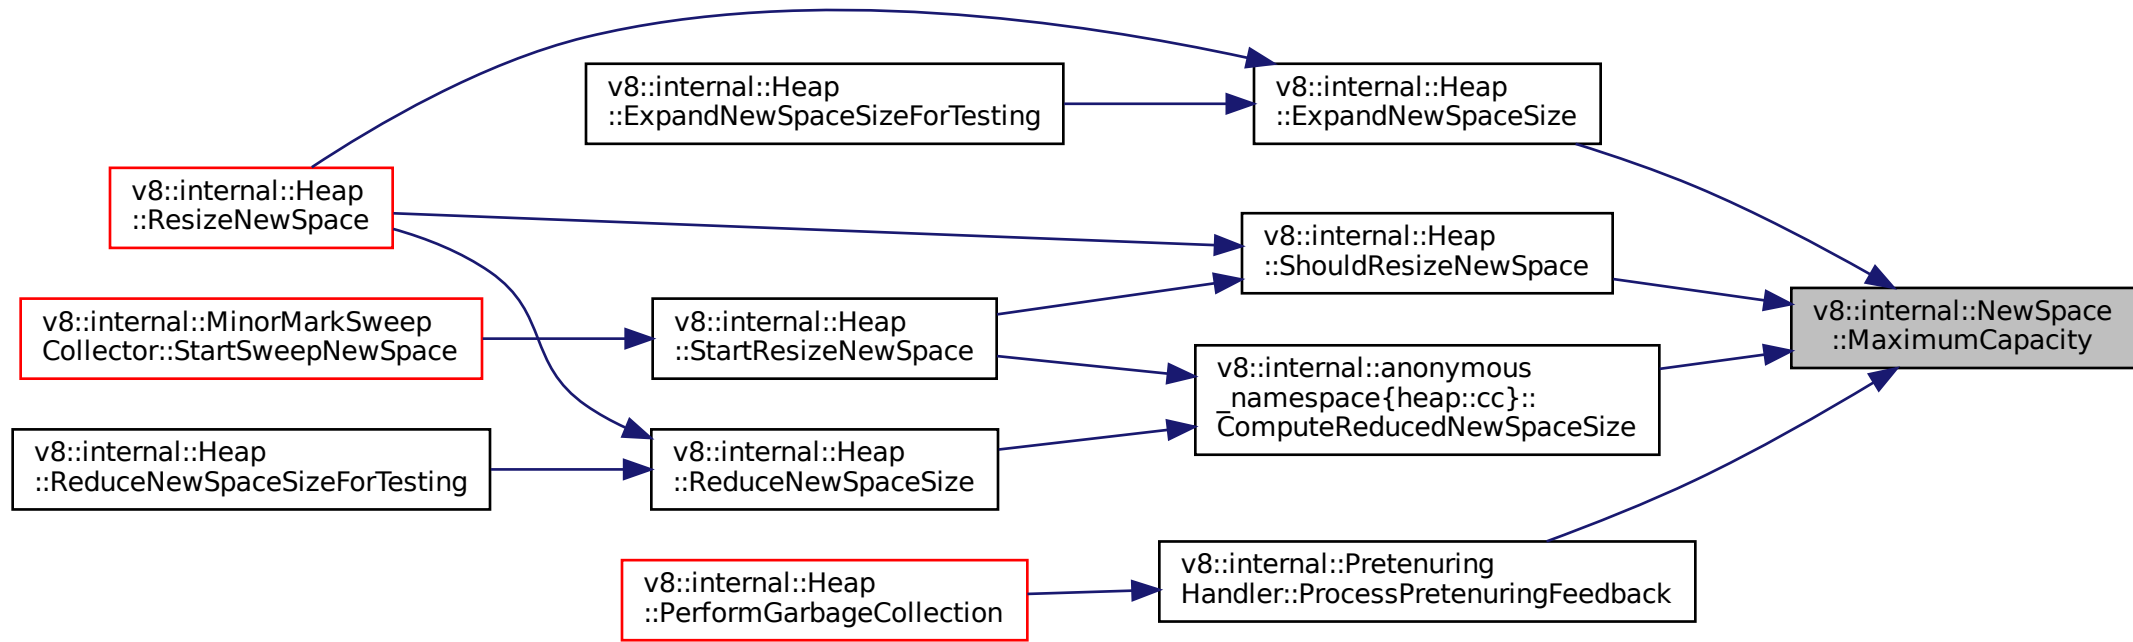 v8::internal::Heap
::ExpandNewSpaceSizeForTesting
v8::internal::Heap
::ExpandNewSpaceSize
v8::internal::Heap
::ResizeNewSpace
v8::internal::Heap
::ShouldResizeNewSpace
v8::internal::NewSpace
::MaximumCapacity
v8::internal::MinorMarkSweep
Collector::StartSweepNewSpace
v8::internal::Heap
::StartResizeNewSpace
v8::internal::anonymous
_namespace{heap::cc}::
ComputeReducedNewSpaceSize
v8::internal::Heap
::ReduceNewSpaceSizeForTesting
v8::internal::Heap
::ReduceNewSpaceSize
v8::internal::Heap
::PerformGarbageCollection
v8::internal::Pretenuring
Handler::ProcessPretenuringFeedback